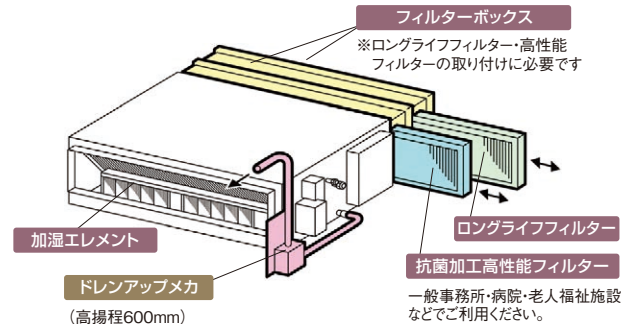 フィルターボックス
※ロングライフフィルター・高性能
フィルターの取り付けに必要です
加湿エレメント
ドレンアップメカ
(高揚程600mm)
ロングライフフィルター
抗菌加工高性能フィルター
一般事務所・病院・老人福祉施設
などでご利用ください。